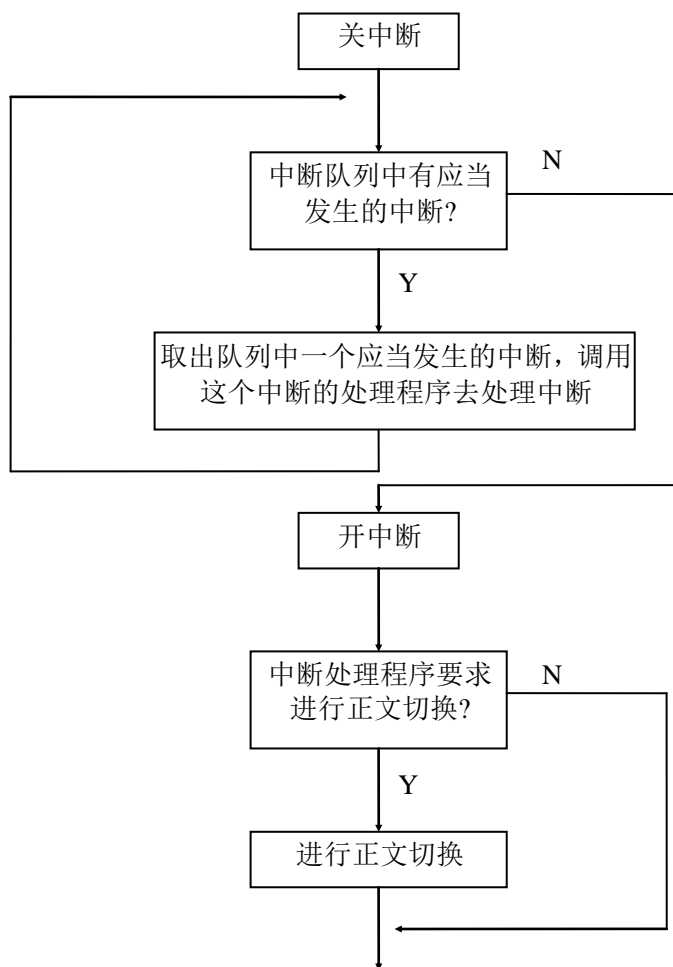 关中断
中断队列中有应当
发生的中断?
N
Y
取出队列中一个应当发生的中断，调用
这个中断的处理程序去处理中断
开中断
中断处理程序要求
进行正文切换?
N
Y
进行正文切换